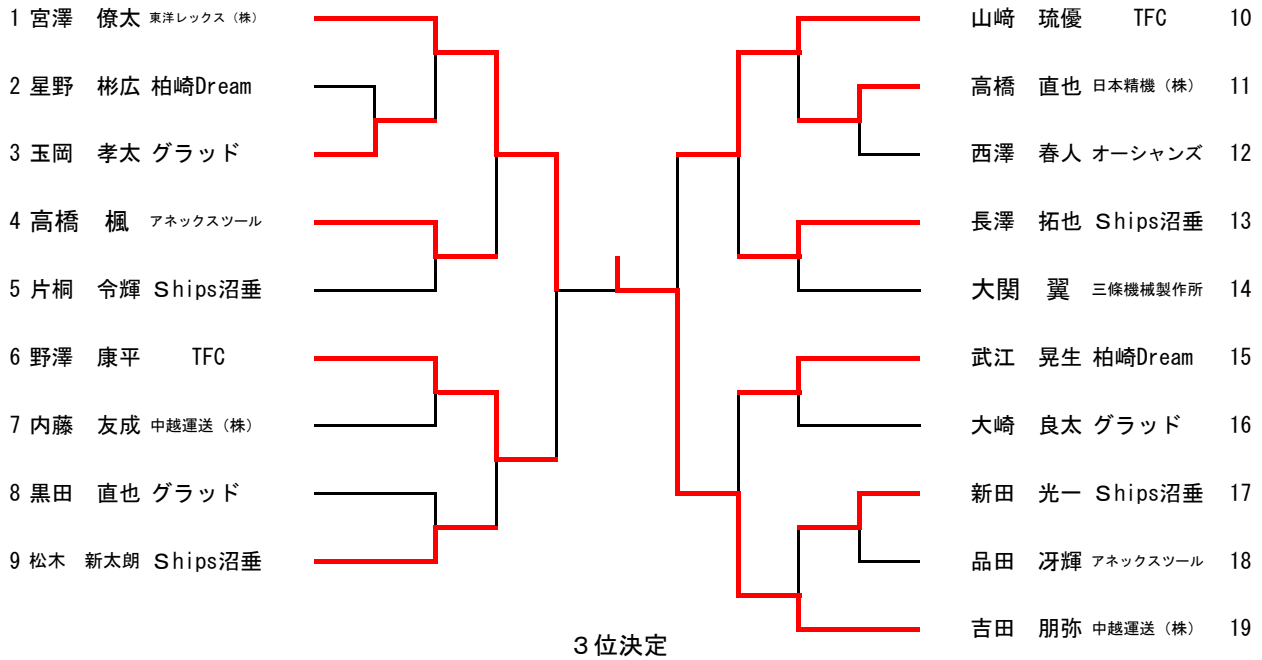 1 宮澤　僚太 東洋レックス（株）
2 星野　彬広 柏崎Dream
3 玉岡　孝太 グラッド
4 高橋　楓 アネックスツール
5 片桐　令輝 Ｓhips沼垂
6 野澤　康平 TFC
7 内藤　友成 中越運送（株）
8 黒田　直也 グラッド
9 松木　新太朗 Ｓhips沼垂
山﨑　琉優 TFC 10
高橋　直也 日本精機（株） 11
西澤　春人 オーシャンズ 12
長澤　拓也 Ｓhips沼垂 13
大関　翼 三條機械製作所 14
武江　晃生 柏崎Dream 15
大崎　良太 グラッド 16
新田　光一 Ｓhips沼垂 17
品田　冴輝 アネックスツール 18
吉田　朋弥 中越運送（株） 19
３位決定